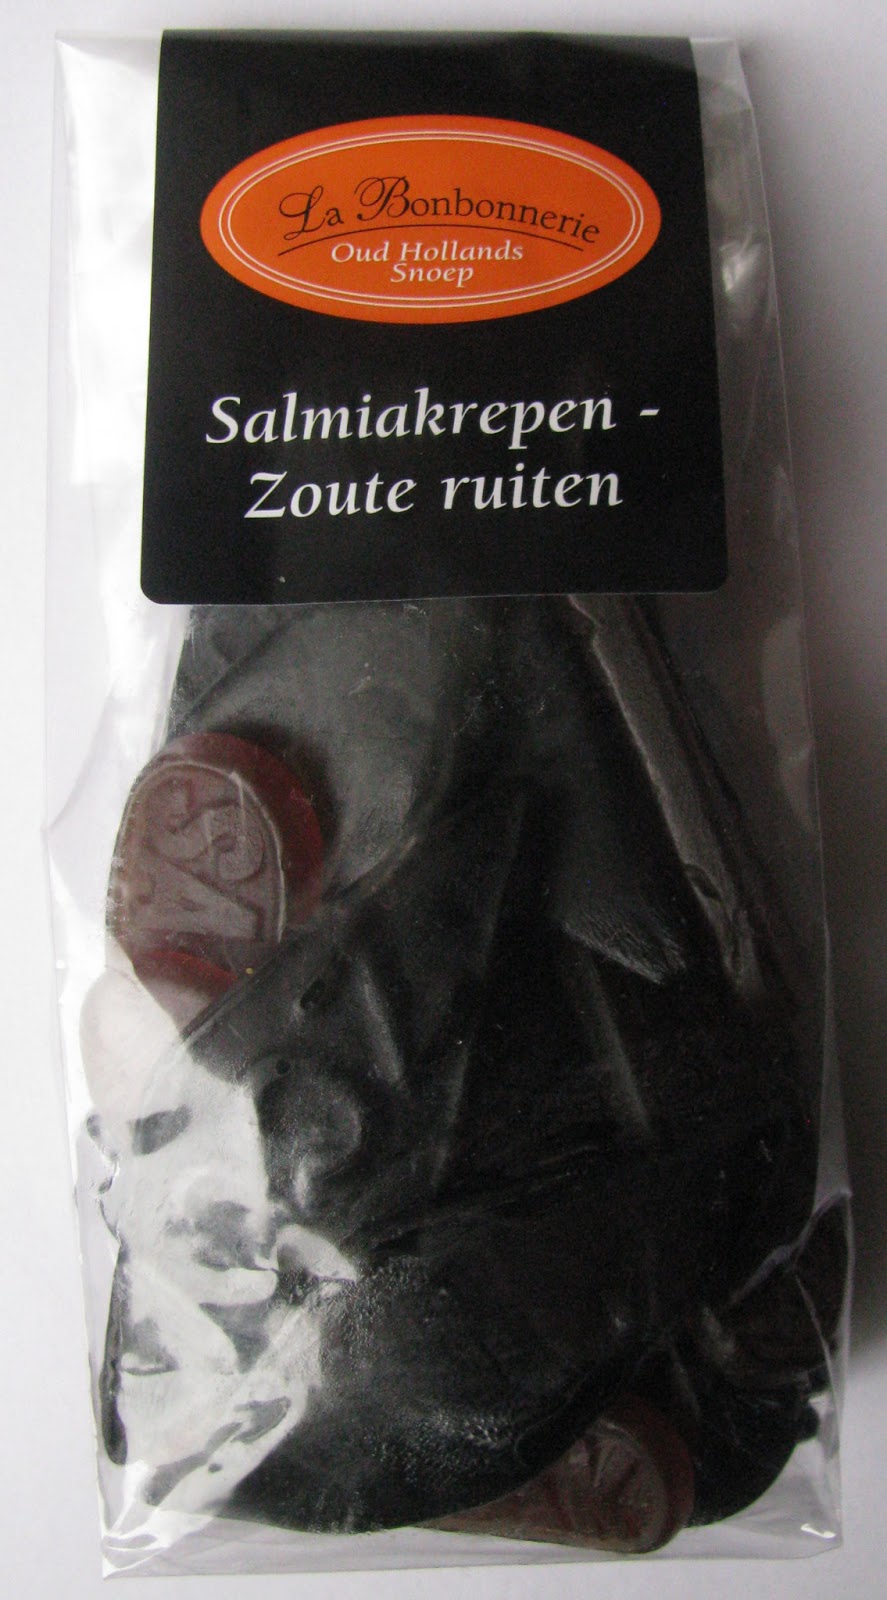 La Bonbonnerie
Oud Hollands
Snoep
Salmiakrepen -
Zoute ruiten